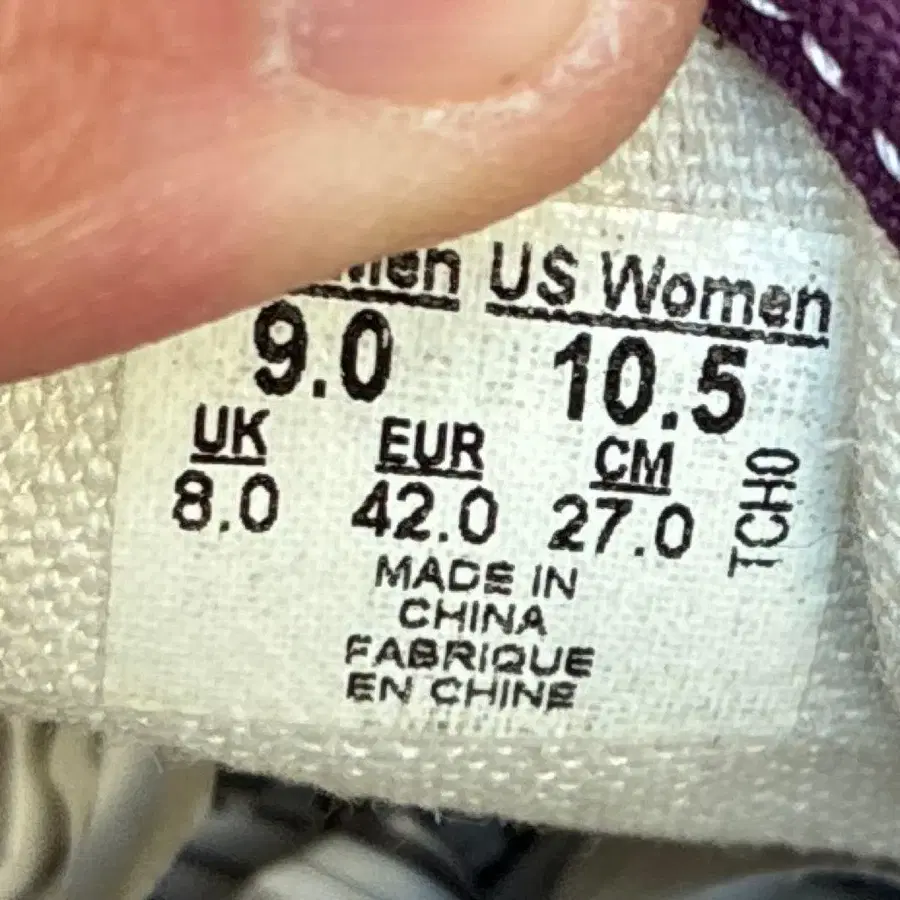 US Women
9.0 10.5
UK EUR CM
8.0 42.0 27.0
TCH0
MADE IN
CHINA
FABRIQUE
EN CHINE